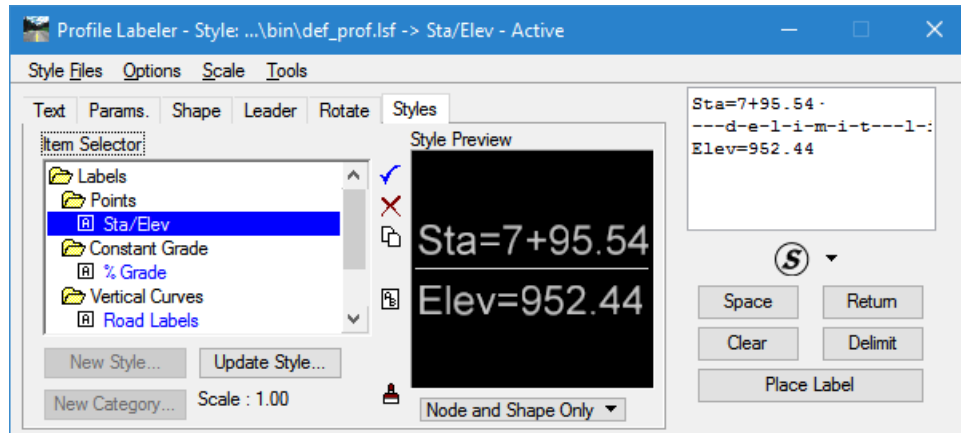 Profile Labeler - Style: ...\bin\def_prof.lsf -> Sta/Elev - Active
Style Files Options Scale Tools
Text Params. Shape Leader Rotate Styles
Item Selector
Labels
Points
Sta/Elev
Constant Grade
% Grade
Vertical Curves
Road Labels
New Style...
Update Style...
New Category...
Scale : 1.00
Style Preview
Sta=7+95.54
Elev=952.44
Node and Shape Only
Sta=7+95.54
---d-e-l-i-m-i-t---l-
Elev=952.44
S
Space
Return
Clear
Delimit
Place Label